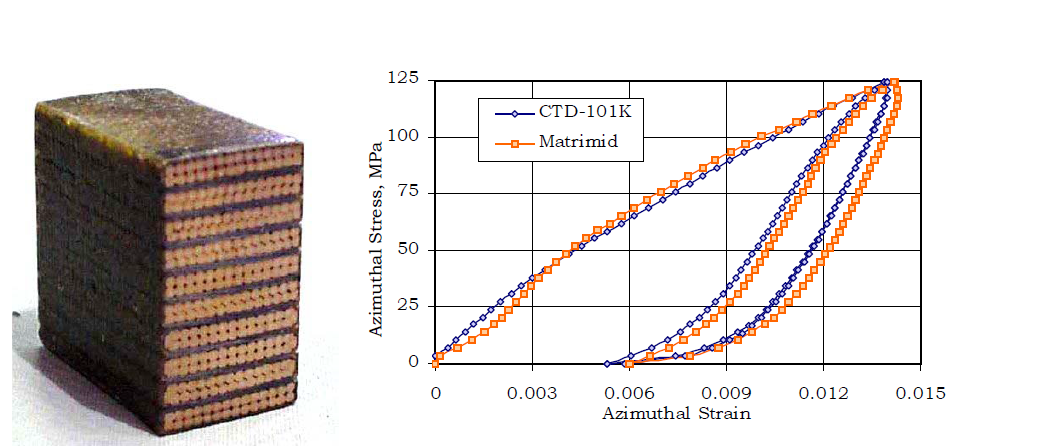 125
100
75
50
25
0
Azimuthal Stress, MPa
CTD-101K
Matrimid
0 0.003 0.006 0.009 0.012 0.015
Azimuthal Strain